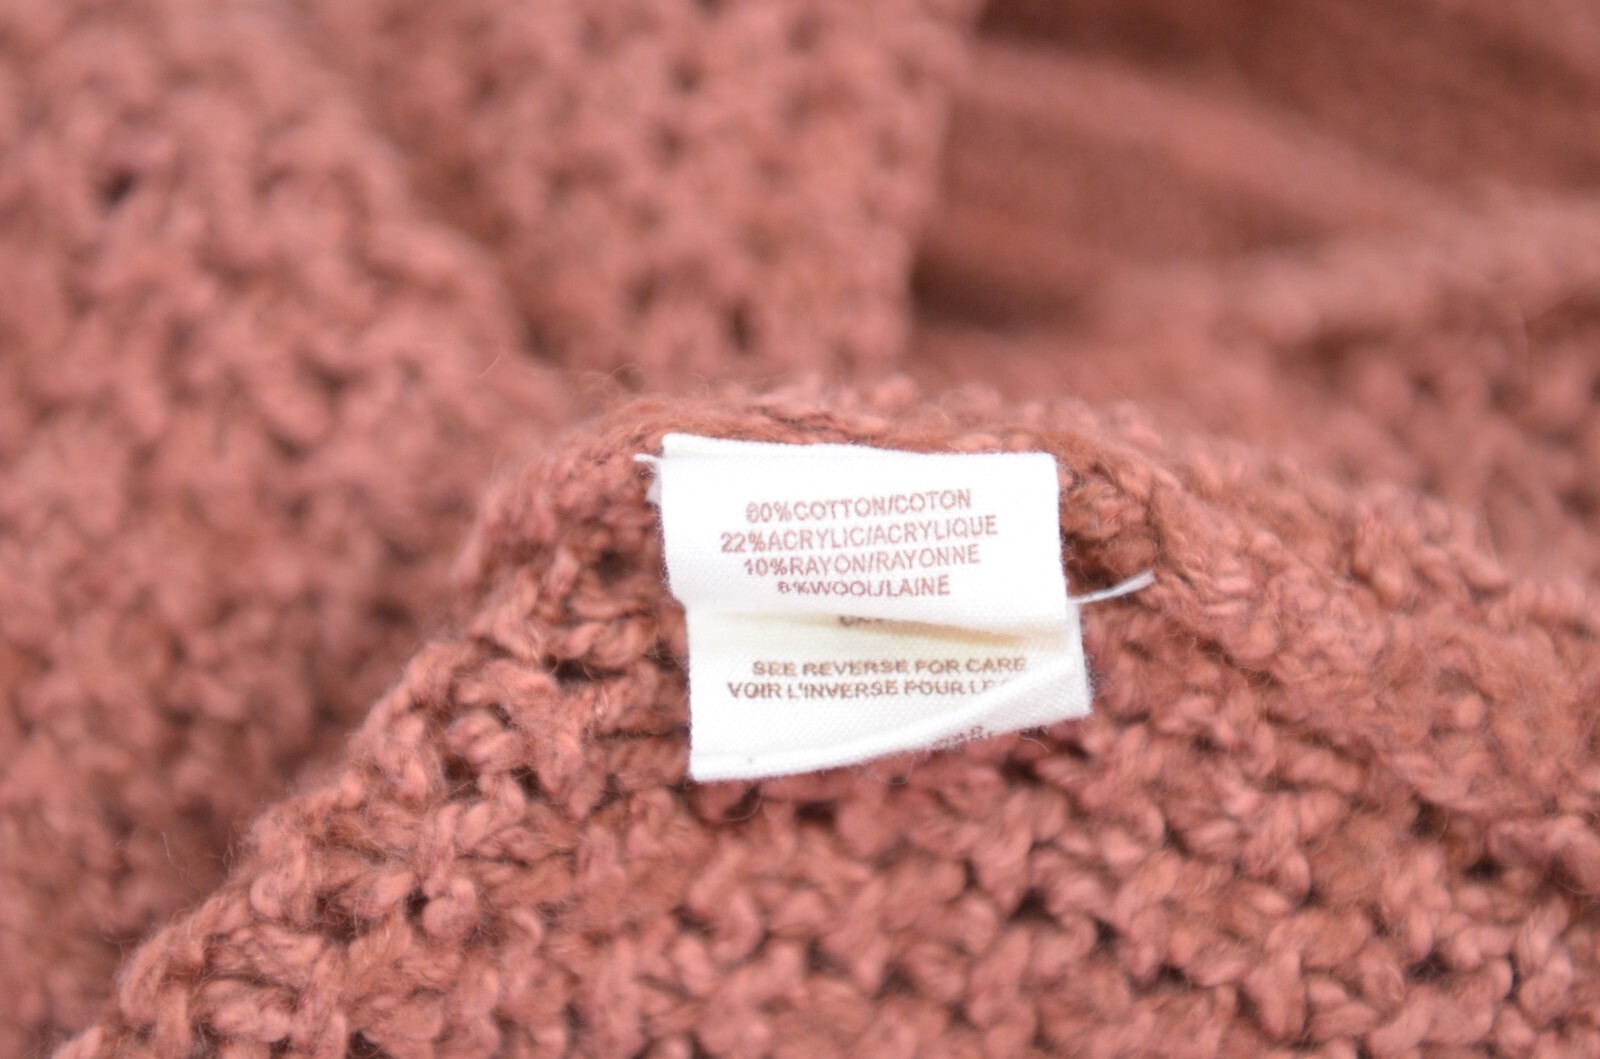 60%COTTON/COTON
22%ACRYLIC/ACRYLIQUE
10%RAYON/RAYONNE
8%WOOL/LAINE
SEE REVERSE FOR CARE
VOIR L'INVERSE POUR